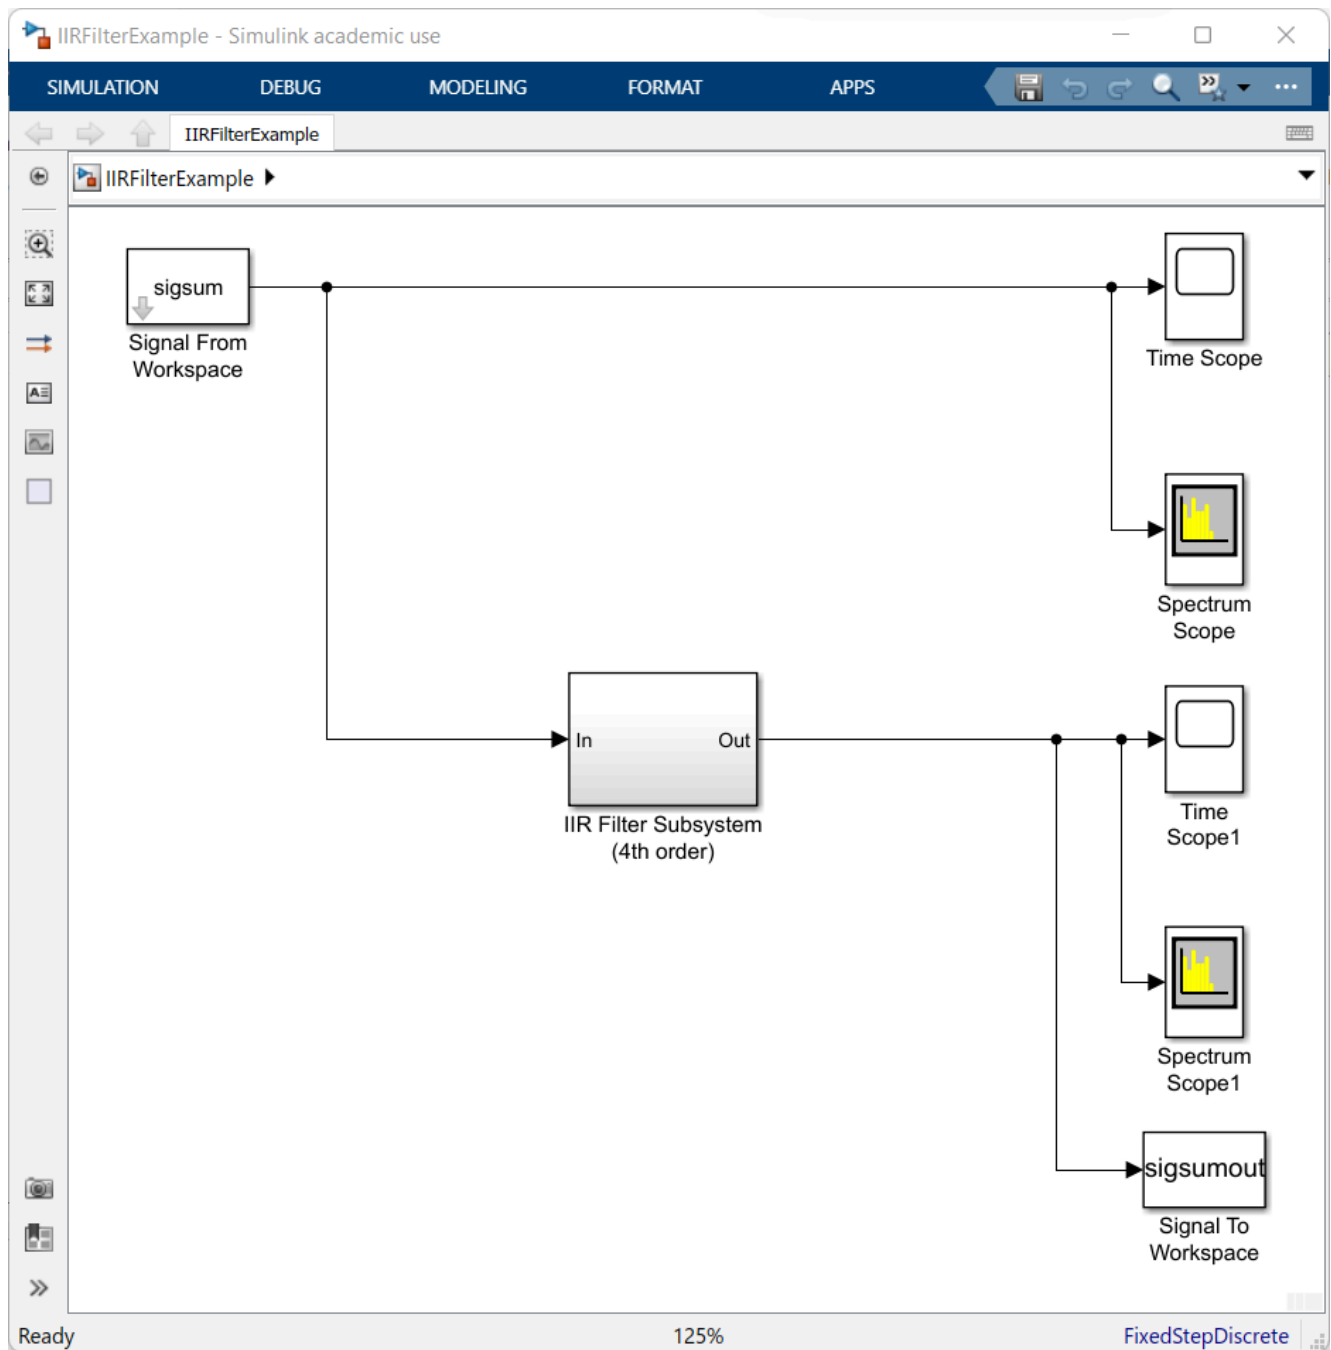 IIRFilterExample - Simulink academic use
SIMULATION DEBUG MODELING FORMAT APPS
IIRFilterExample
IIRFilterExample
sigsum
Signal From
Workspace
Time Scope
Spectrum
Scope
In Out
IIR Filter Subsystem
(4th order)
Time
Scope1
Spectrum
Scope1
sigsumout
Signal To
Workspace
Ready 125% FixedStepDiscrete